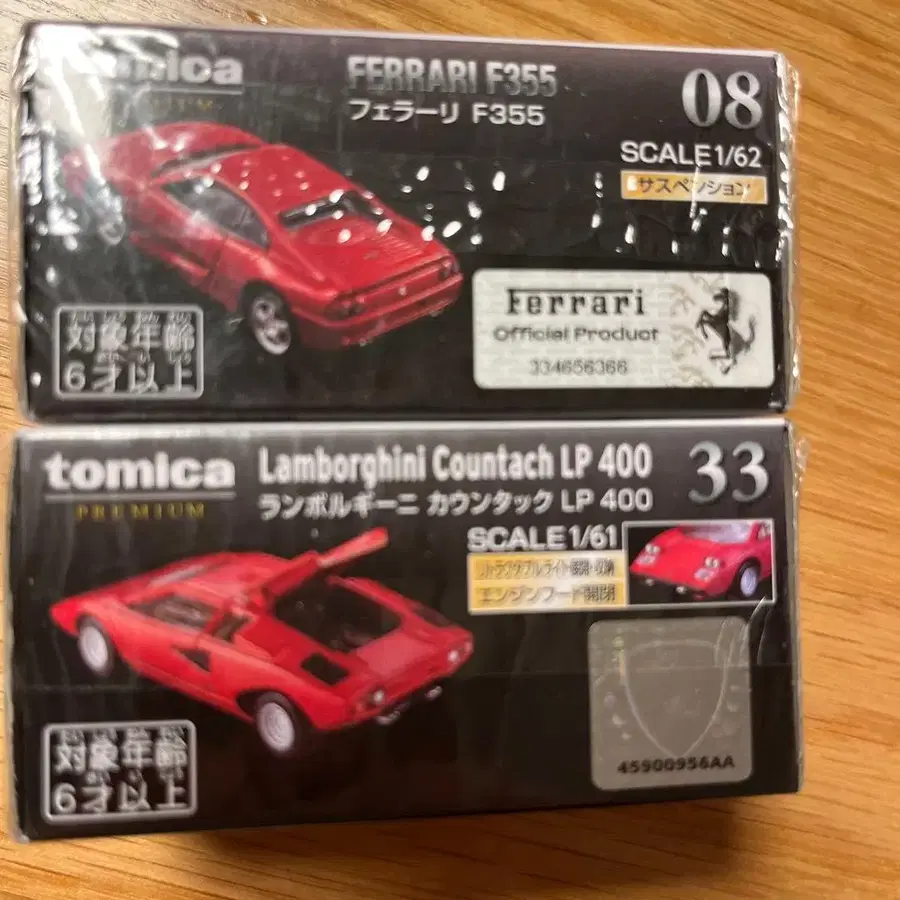 tomica
PREMIUM
FERRARI F355
フェラーリ F355
08
SCALE 1/62
サスペンション
Ferrari
Official Product
334656366
対象年齢
6才以上
tomica
PREMIUM
Lamborghini Countach LP 400
ランボルギーニ カウンタック LP 400
33
SCALE 1/61
エンジンフード開閉
45900956AA
対象年齢
6才以上